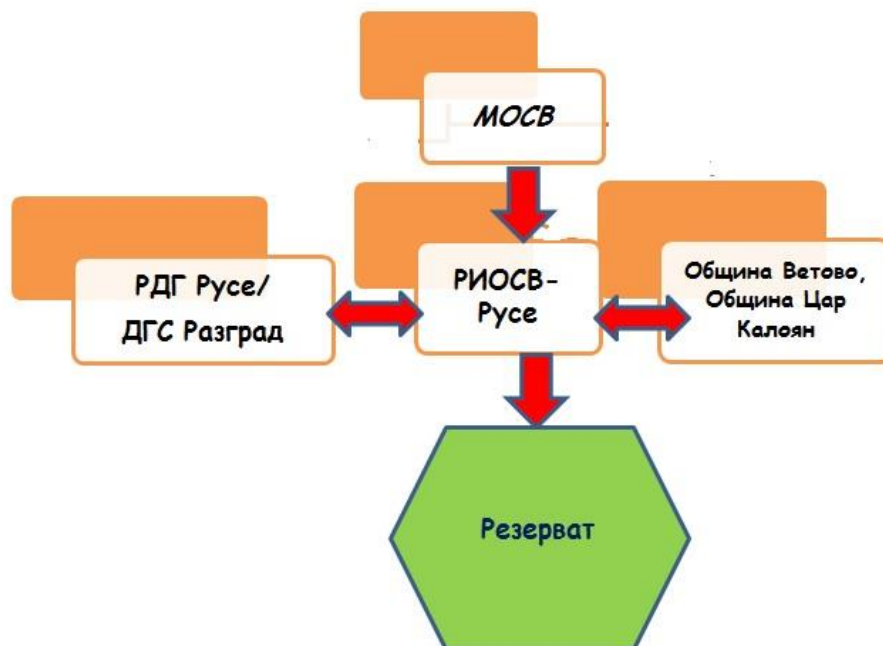 МОСВ
РДГ Русе/
ДГС Разград
РИОСВ-
Русе
Община Ветово,
Община Цар
Калоян
Резерват